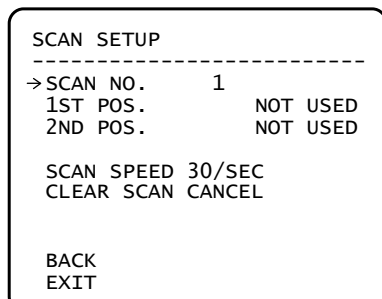 SCAN SETUP
--------------------------
→SCAN NO. 1
1ST POS. NOT USED
2ND POS. NOT USED
SCAN SPEED 30/SEC
CLEAR SCAN CANCEL
BACK
EXIT